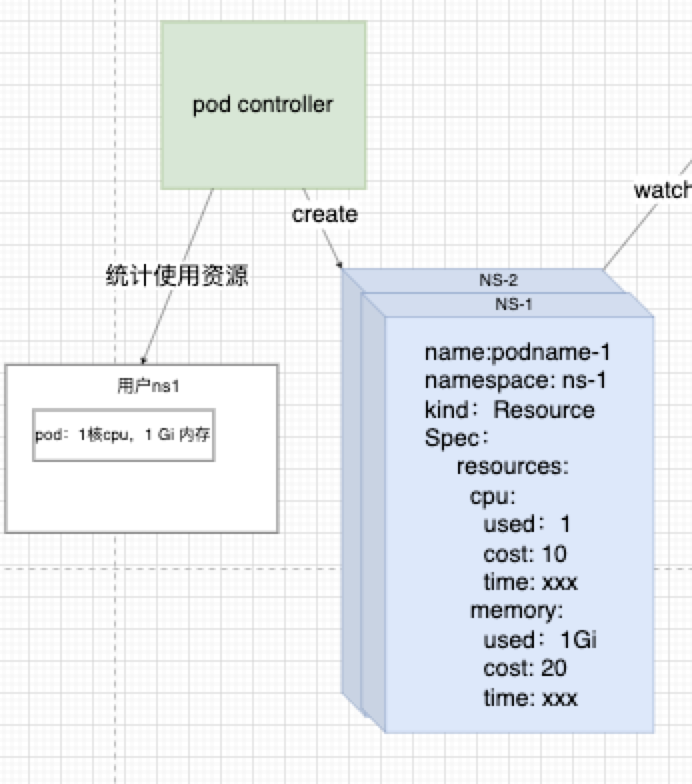 pod controller
create
watch
统计使用资源
NS-2
NS-1
用户ns1
pod：1核cpu，1 Gi 内存
name:podname-1
namespace: ns-1
kind：Resource
Spec：
resources:
cpu:
used：1
cost: 10
time: xxx
memory:
used：1Gi
cost: 20
time: xxx